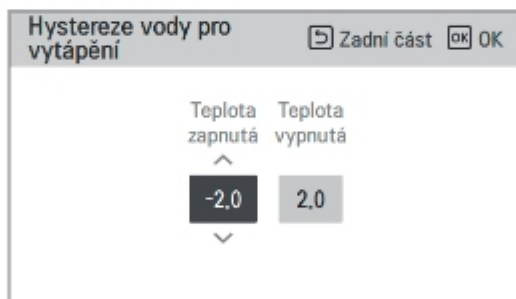 Hystereze vody pro
vytápění
Zadní část OK OK
Teplota Teplota
zapnutá vypnutá
-2,0 2,0